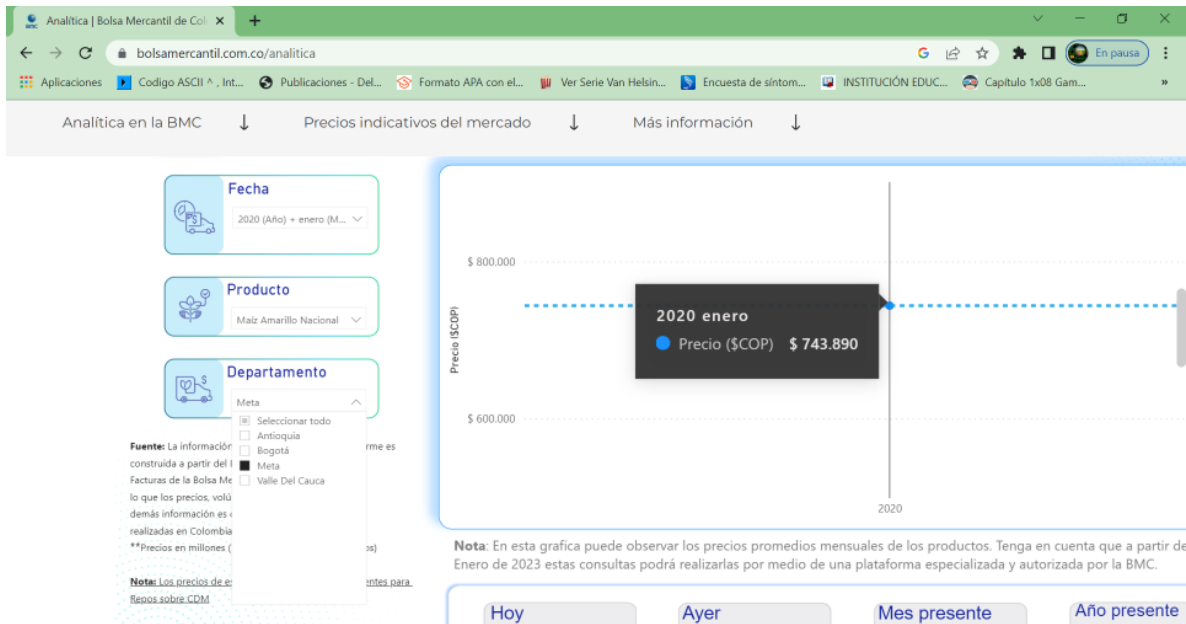 Analítica | Bolsa Mercantil de Col
bolsamercantil.com.co/analitica
En pausa
Aplicaciones
Codigo ASCII ^ , Int...
Publicaciones - Del...
Formato APA con el...
Ver Serie Van Helsin...
Encuesta de síntom...
INSTITUCIÓN EDUC...
Capítulo 1x08 Gam...
»
Analítica en la BMC ↓
Precios indicativos del mercado ↓
Más información ↓
Fecha
2020 (Año) + enero (M...
Producto
Maíz Amarillo Nacional
Departamento
Meta
Seleccionar todo
Antioquia
Bogotá
Meta
Valle Del Cauca
Fuente: La información rme es
construida a partir del
Facturas de la Bolsa Me
lo que los precios, volú
demás información es
realizadas en Colombia
**Precios en millones ( os)
Nota: Los precios de es entes para
Repos sobre CDM
Precio ($COP)
$ 800.000
$ 600.000
2020 enero
Precio ($COP) $ 743.890
2020
Nota: En esta grafica puede observar los precios promedios mensuales de los productos. Tenga en cuenta que a partir de
Enero de 2023 estas consultas podrá realizarlas por medio de una plataforma especializada y autorizada por la BMC.
Hoy
Ayer
Mes presente
Año presente